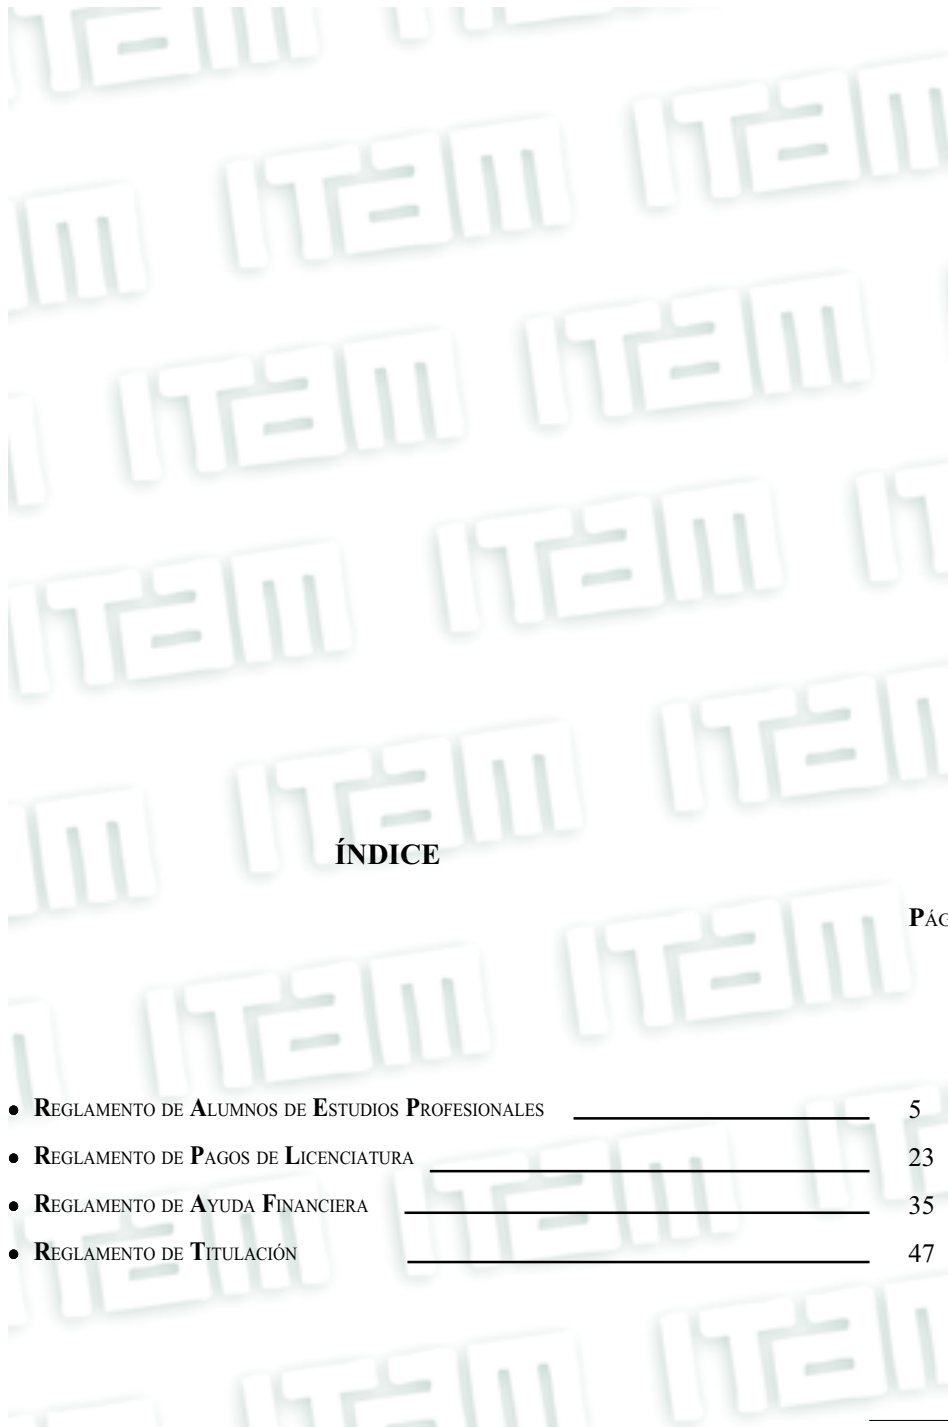 ÍNDICE
PÁG
• REGLAMENTO DE ALUMNOS DE ESTUDIOS PROFESIONALES 5
• REGLAMENTO DE PAGOS DE LICENCIATURA 23
• REGLAMENTO DE AYUDA FINANCIERA 35
• REGLAMENTO DE TITULACIÓN 47